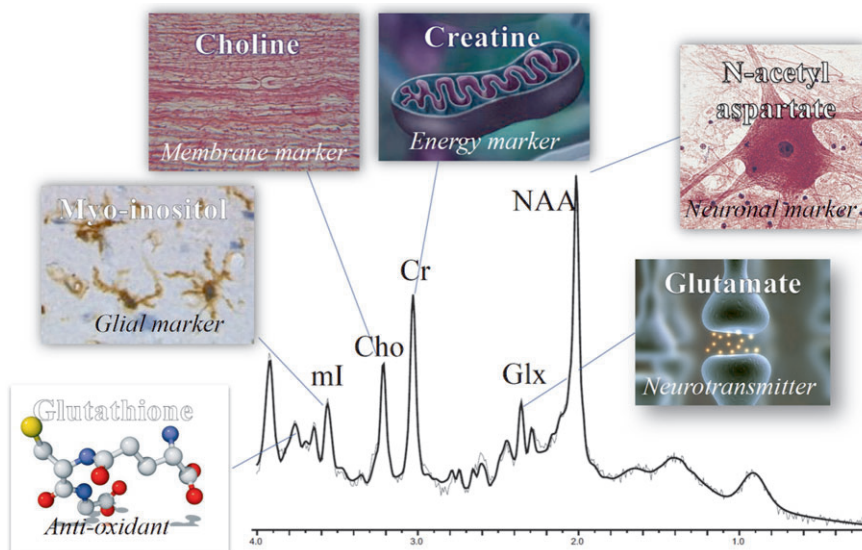 Choline
Membrane marker
Creatine
Energy marker
N-acetyl
aspartate
Neuronal marker
Myo-inositol
Glial marker
NAA
Glutamate
Neurotransmitter
Cr
Cho
mI
Glx
Glutathione
Anti-oxidant
4.0 3.0 2.0 1.0